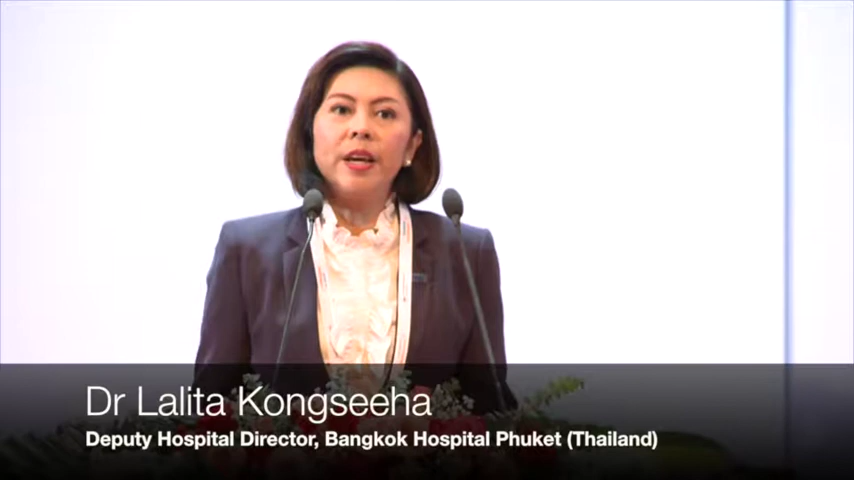 Dr Lalita Kongseeha
Deputy Hospital Director, Bangkok Hospital Phuket (Thailand)